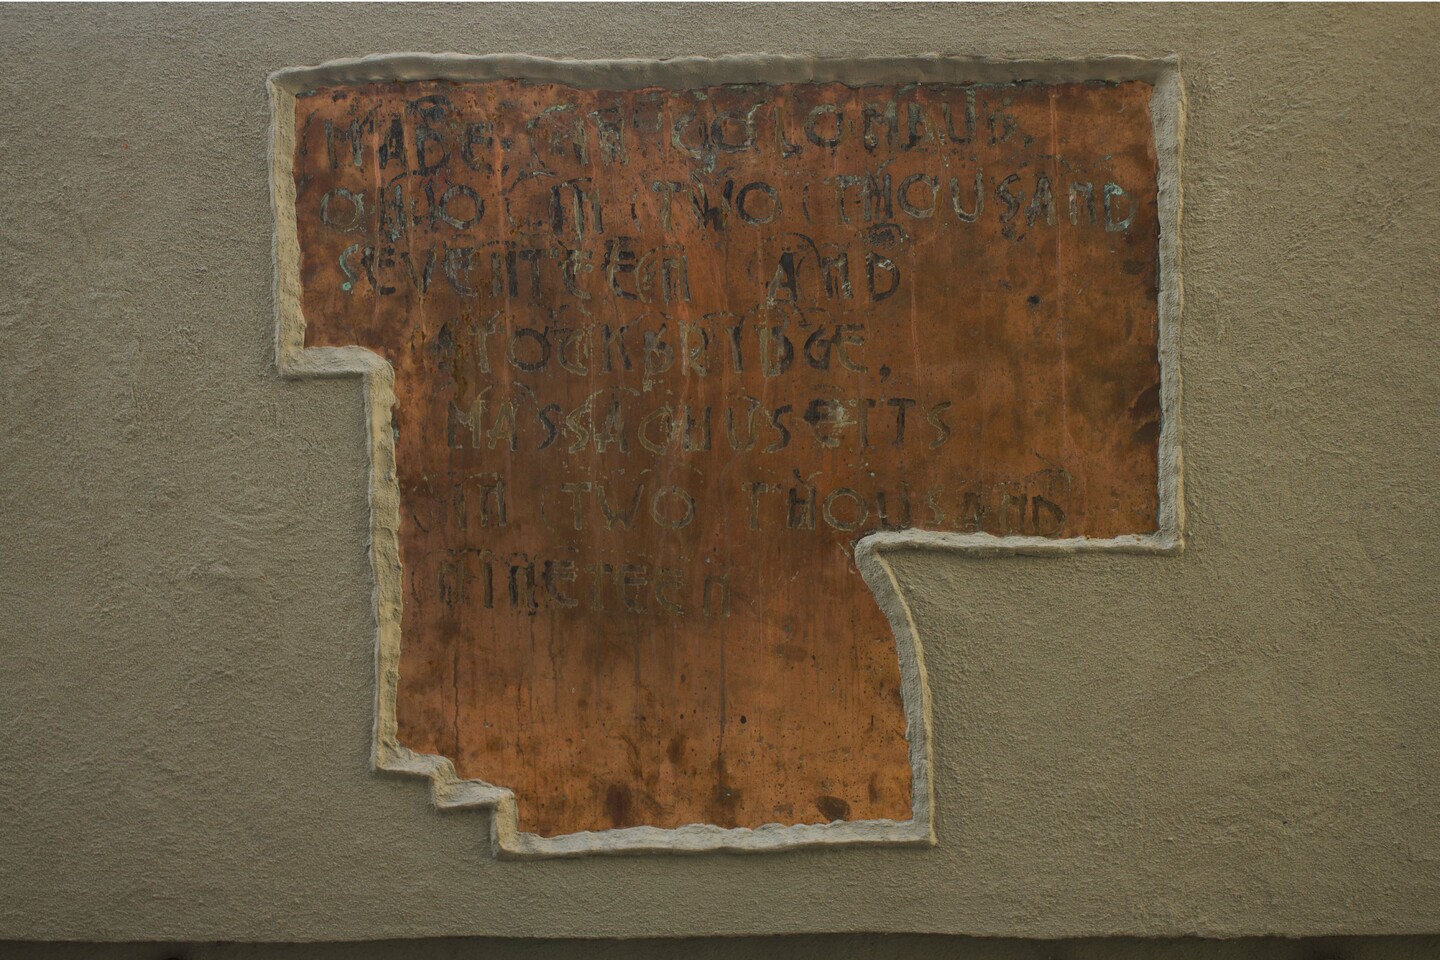 MADE IN COLOMBUS,
OHIO IN TWO THOUSAND
SEVENTEEN AND
STOCKBRIDGE,
MASSACHUSETTS
IN TWO THOUSAND
NINETEEN